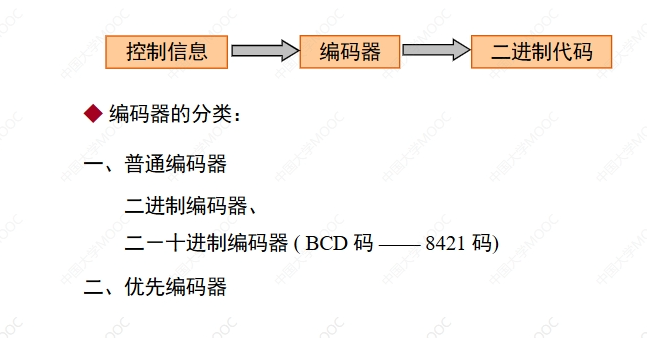 控制信息 编码器 二进制代码
编码器的分类：
一、普通编码器
二进制编码器、
二－十进制编码器 ( BCD 码 —— 8421 码)
二、优先编码器
中国大学MOOC